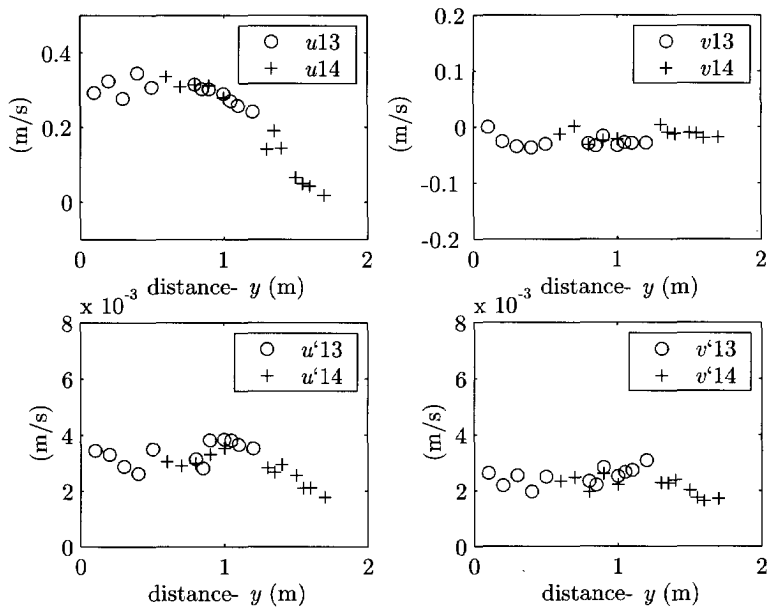 0.4
0.2
0
(m/s)
u13
u14
0
1
2
distance- y (m)
0.2
0.1
0
-0.1
-0.2
(m/s)
v13
v14
0
1
2
distance- y (m)
x 10⁻³
8
6
4
2
0
(m/s)
u‘13
u‘14
0
1
2
distance- y (m)
x 10⁻³
8
6
4
2
0
(m/s)
v‘13
v‘14
0
1
2
distance- y (m)